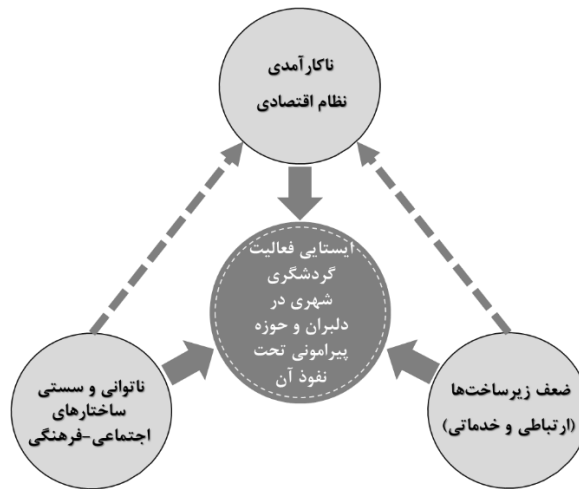 ناکارآمدی
نظام اقتصادی
ایستایی فعالیت
گردشگری
شهری در
دلبران و حوزه
پیرامونی تحت
نفوذ آن
ضعف زیرساخت‌ها
(ارتباطی و خدماتی)
ناتوانی و سستی
ساختارهای
اجتماعی-فرهنگی